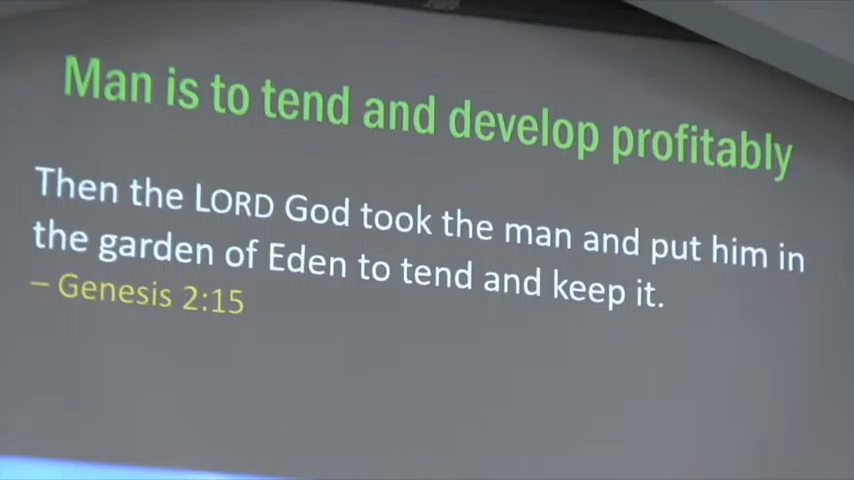 Man is to tend and develop profitably
Then the LORD God took the man and put him in
the garden of Eden to tend and keep it.
– Genesis 2:15